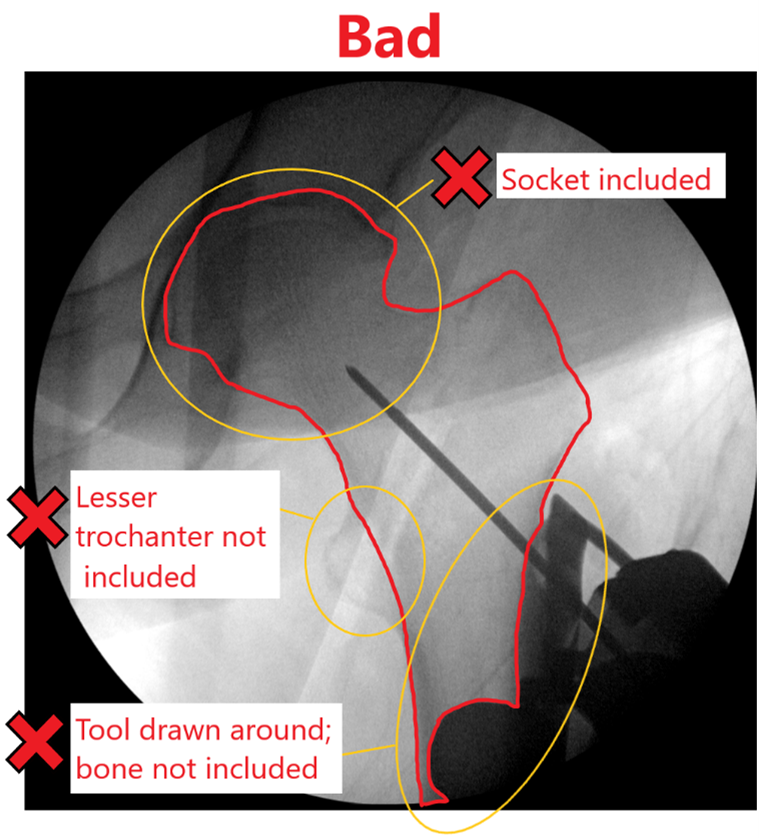 Bad
Socket included
Lesser
trochanter not
included
Tool drawn around;
bone not included